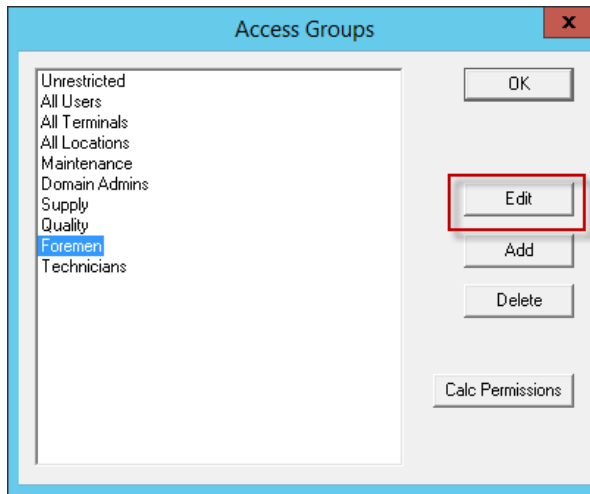 Access Groups
x
Unrestricted
All Users
All Terminals
All Locations
Maintenance
Domain Admins
Supply
Quality
Foremen
Technicians
OK
Edit
Add
Delete
Calc Permissions